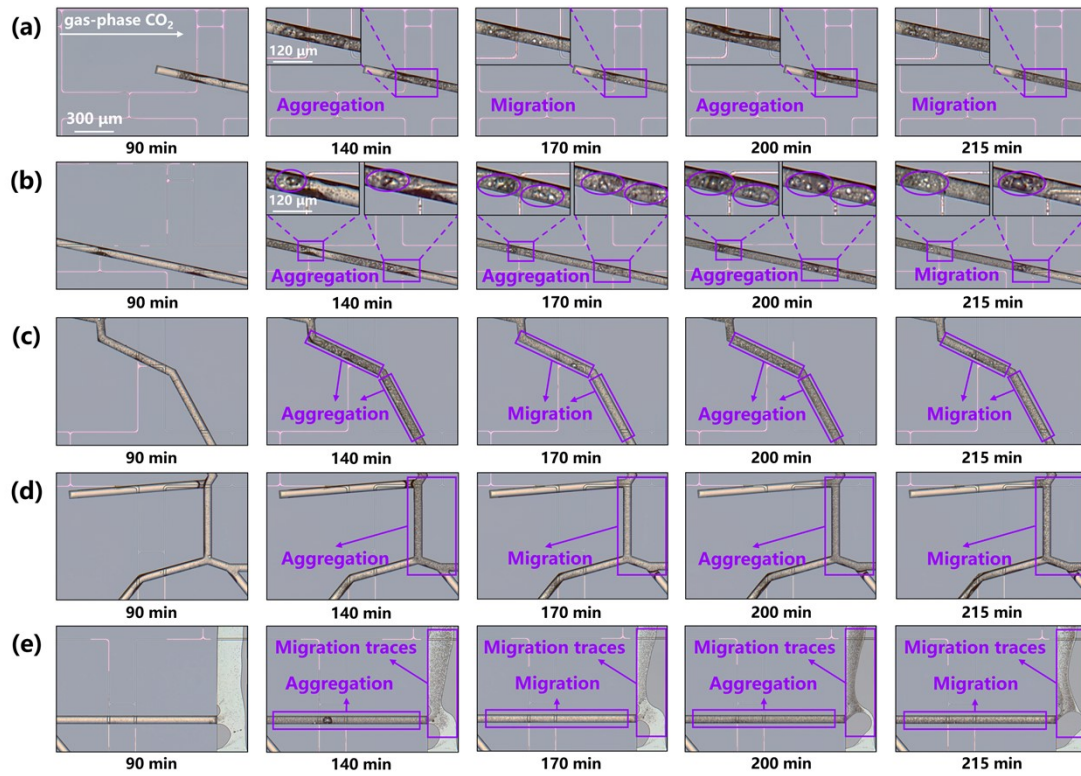 (a)
gas-phase CO₂
300 μm
120 μm
Aggregation
Migration
Aggregation
Migration
90 min
140 min
170 min
200 min
215 min
(b)
120 μm
Aggregation
Aggregation
Aggregation
Migration
90 min
140 min
170 min
200 min
215 min
(c)
Aggregation
Migration
Aggregation
Migration
90 min
140 min
170 min
200 min
215 min
(d)
Aggregation
Migration
Aggregation
Migration
90 min
140 min
170 min
200 min
215 min
(e)
Migration traces
Aggregation
Migration traces
Migration
Migration traces
Aggregation
Migration traces
Migration
90 min
140 min
170 min
200 min
215 min